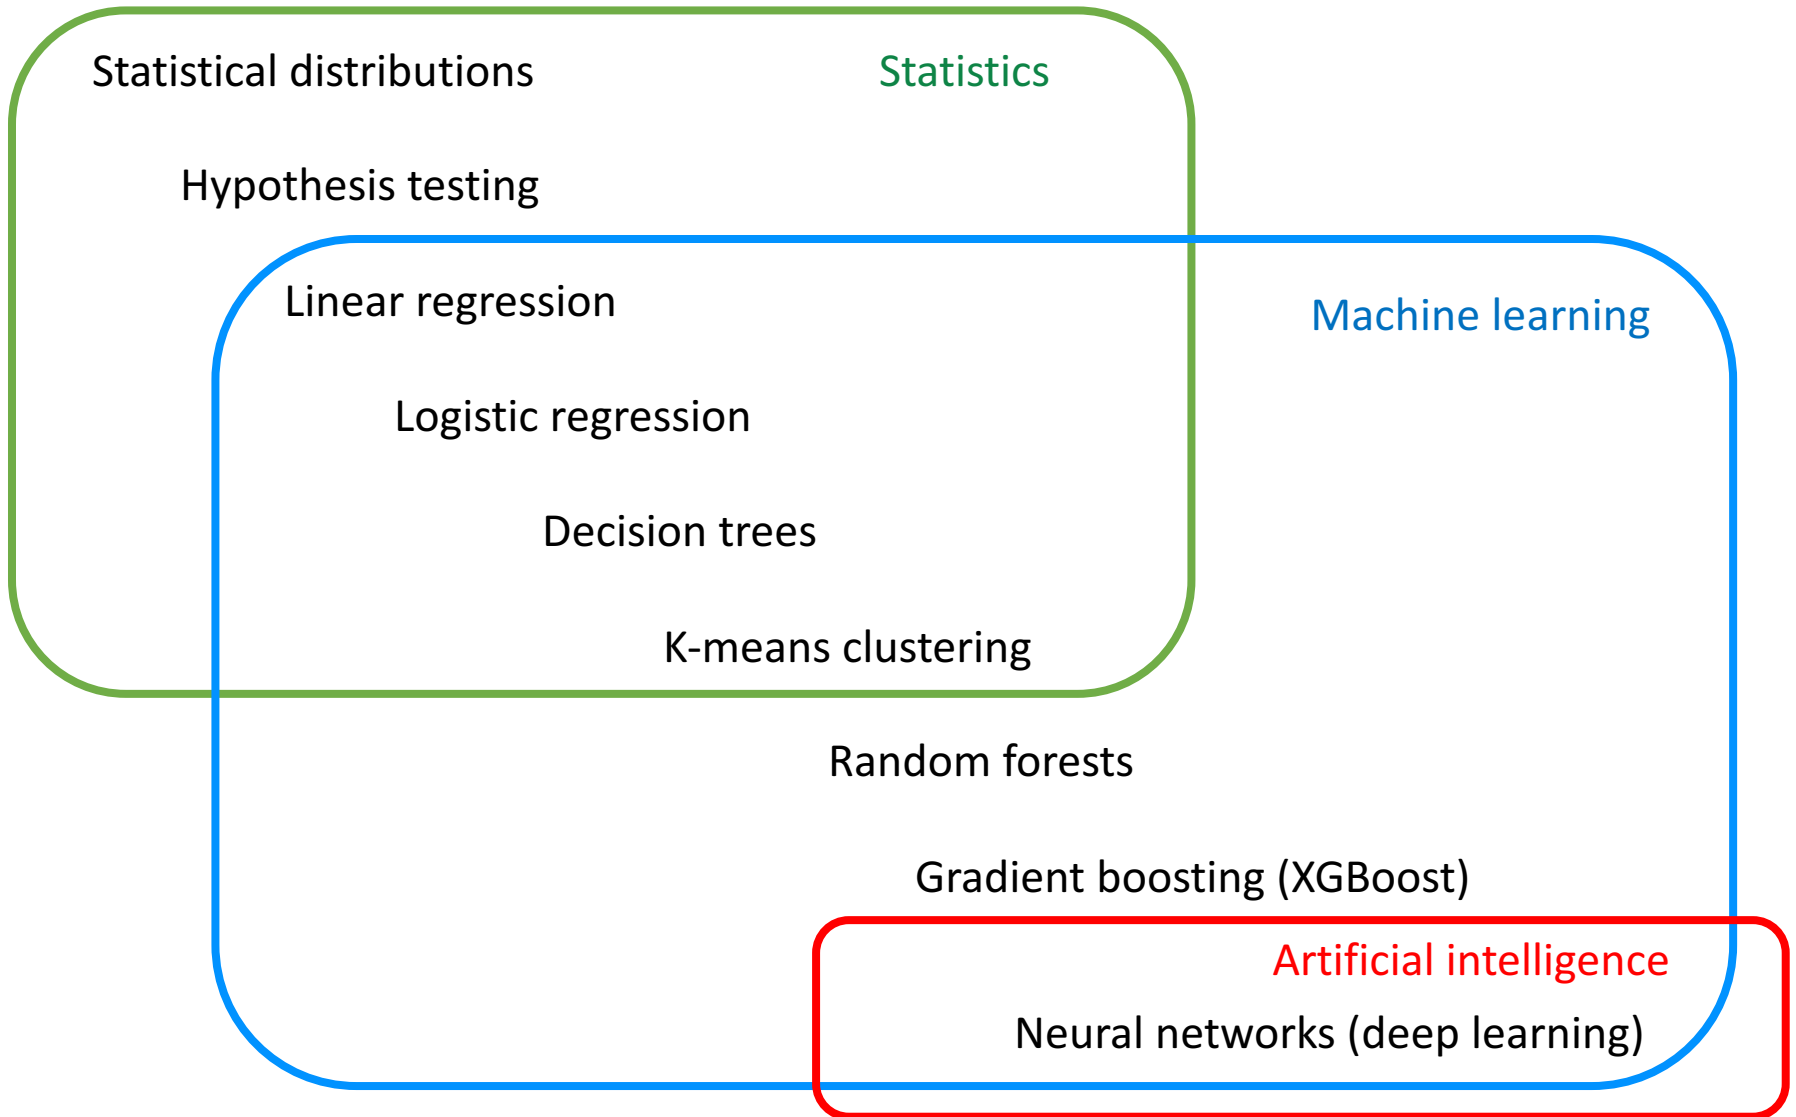 Statistical distributions
Statistics
Hypothesis testing
Linear regression
Machine learning
Logistic regression
Decision trees
K-means clustering
Random forests
Gradient boosting (XGBoost)
Artificial intelligence
Neural networks (deep learning)